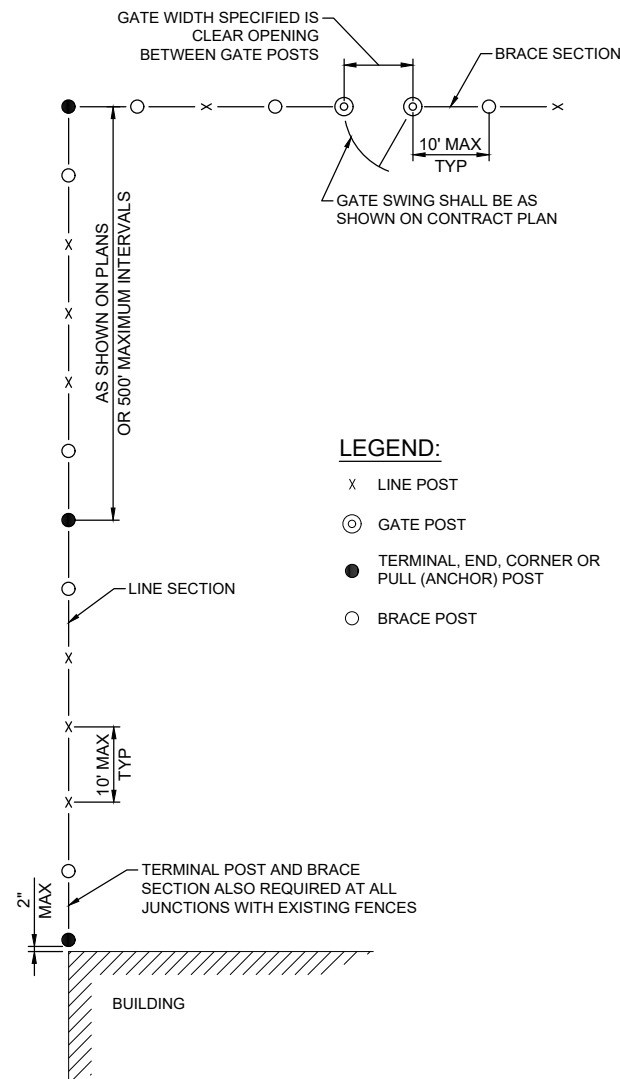 GATE WIDTH SPECIFIED IS
CLEAR OPENING
BETWEEN GATE POSTS
BRACE SECTION
X
X
10' MAX
TYP
GATE SWING SHALL BE AS
SHOWN ON CONTRACT PLAN
AS SHOWN ON PLANS
OR 500' MAXIMUM INTERVALS
X
X
X
LEGEND:
X LINE POST
GATE POST
TERMINAL, END, CORNER OR
PULL (ANCHOR) POST
BRACE POST
LINE SECTION
X
X
X
10' MAX
TYP
TERMINAL POST AND BRACE
SECTION ALSO REQUIRED AT ALL
JUNCTIONS WITH EXISTING FENCES
2"
MAX
BUILDING